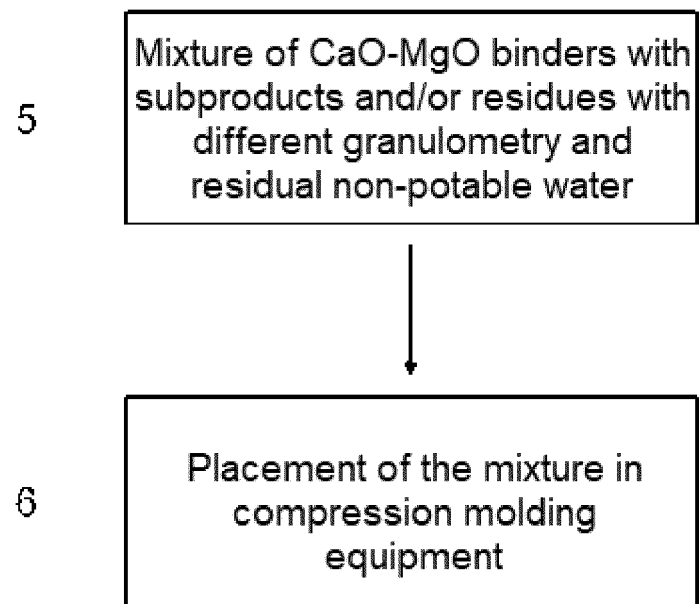 5
Mixture of CaO-MgO binders with
subproducts and/or residues with
different granulometry and
residual non-potable water
6
Placement of the mixture in
compression molding
equipment